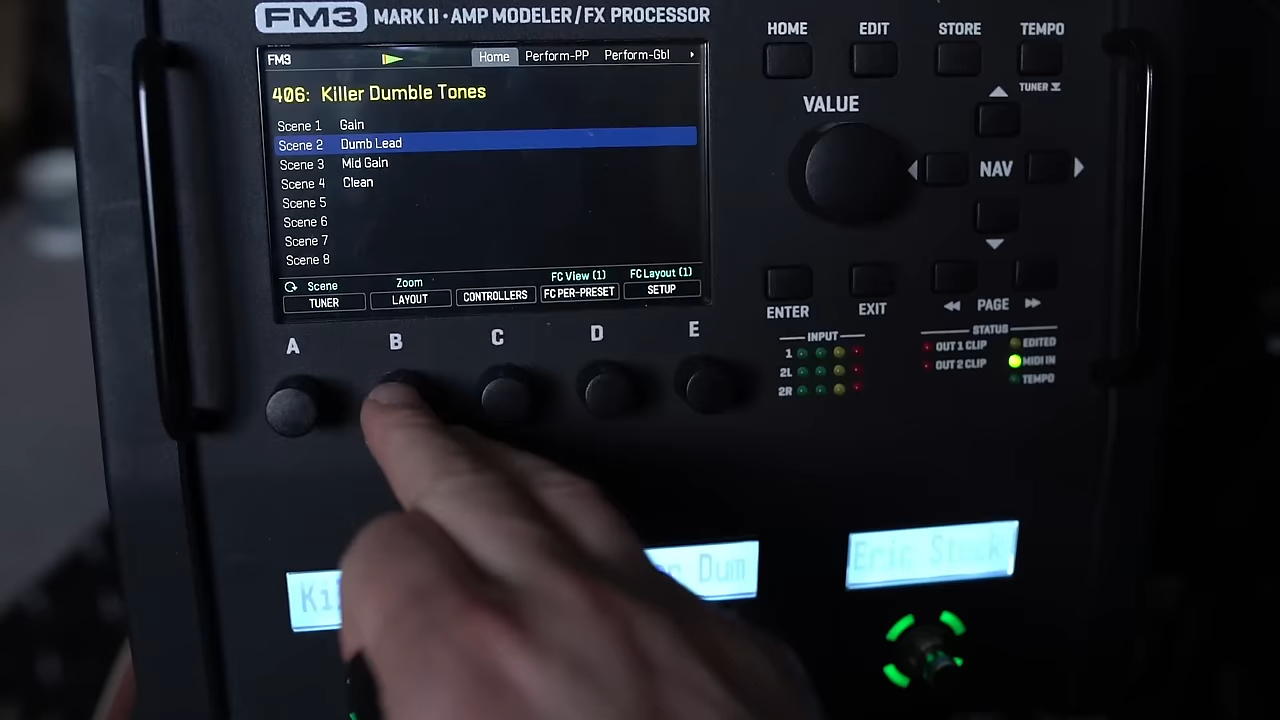 FM3 MARK II · AMP MODELER/FX PROCESSOR
FM3 Home Perform-PP Perform-Gbl
406: Killer Dumble Tones
Scene 1 Gain
Scene 2 Dumb Lead
Scene 3 Mid Gain
Scene 4 Clean
Scene 5
Scene 6
Scene 7
Scene 8
Scene Zoom FC View (1) FC Layout (1)
TUNER LAYOUT CONTROLLERS FC PER-PRESET SETUP
A B C D E
HOME EDIT STORE TEMPO
TUNER
VALUE
NAV
ENTER EXIT PAGE
INPUT
1
2L
2R
STATUS
OUT 1 CLIP EDITED
OUT 2 CLIP MIDI IN
TEMPO
Dum
Eric